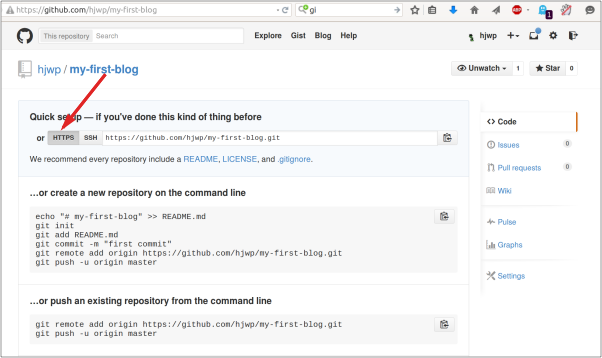 https://github.com/hjwp/my-first-blog
gi
This repository Search Explore Gist Blog Help hjwp
hjwp / my-first-blog Unwatch 1 Star 0
Quick setup — if you've done this kind of thing before
or HTTPS SSH https://github.com/hjwp/my-first-blog.git
We recommend every repository include a README, LICENSE, and .gitignore.
…or create a new repository on the command line
echo "# my-first-blog" >> README.md
git init
git add README.md
git commit -m "first commit"
git remote add origin https://github.com/hjwp/my-first-blog.git
git push -u origin master
…or push an existing repository from the command line
git remote add origin https://github.com/hjwp/my-first-blog.git
git push -u origin master
Code
Issues 0
Pull requests 0
Wiki
Pulse
Graphs
Settings
ABP
1